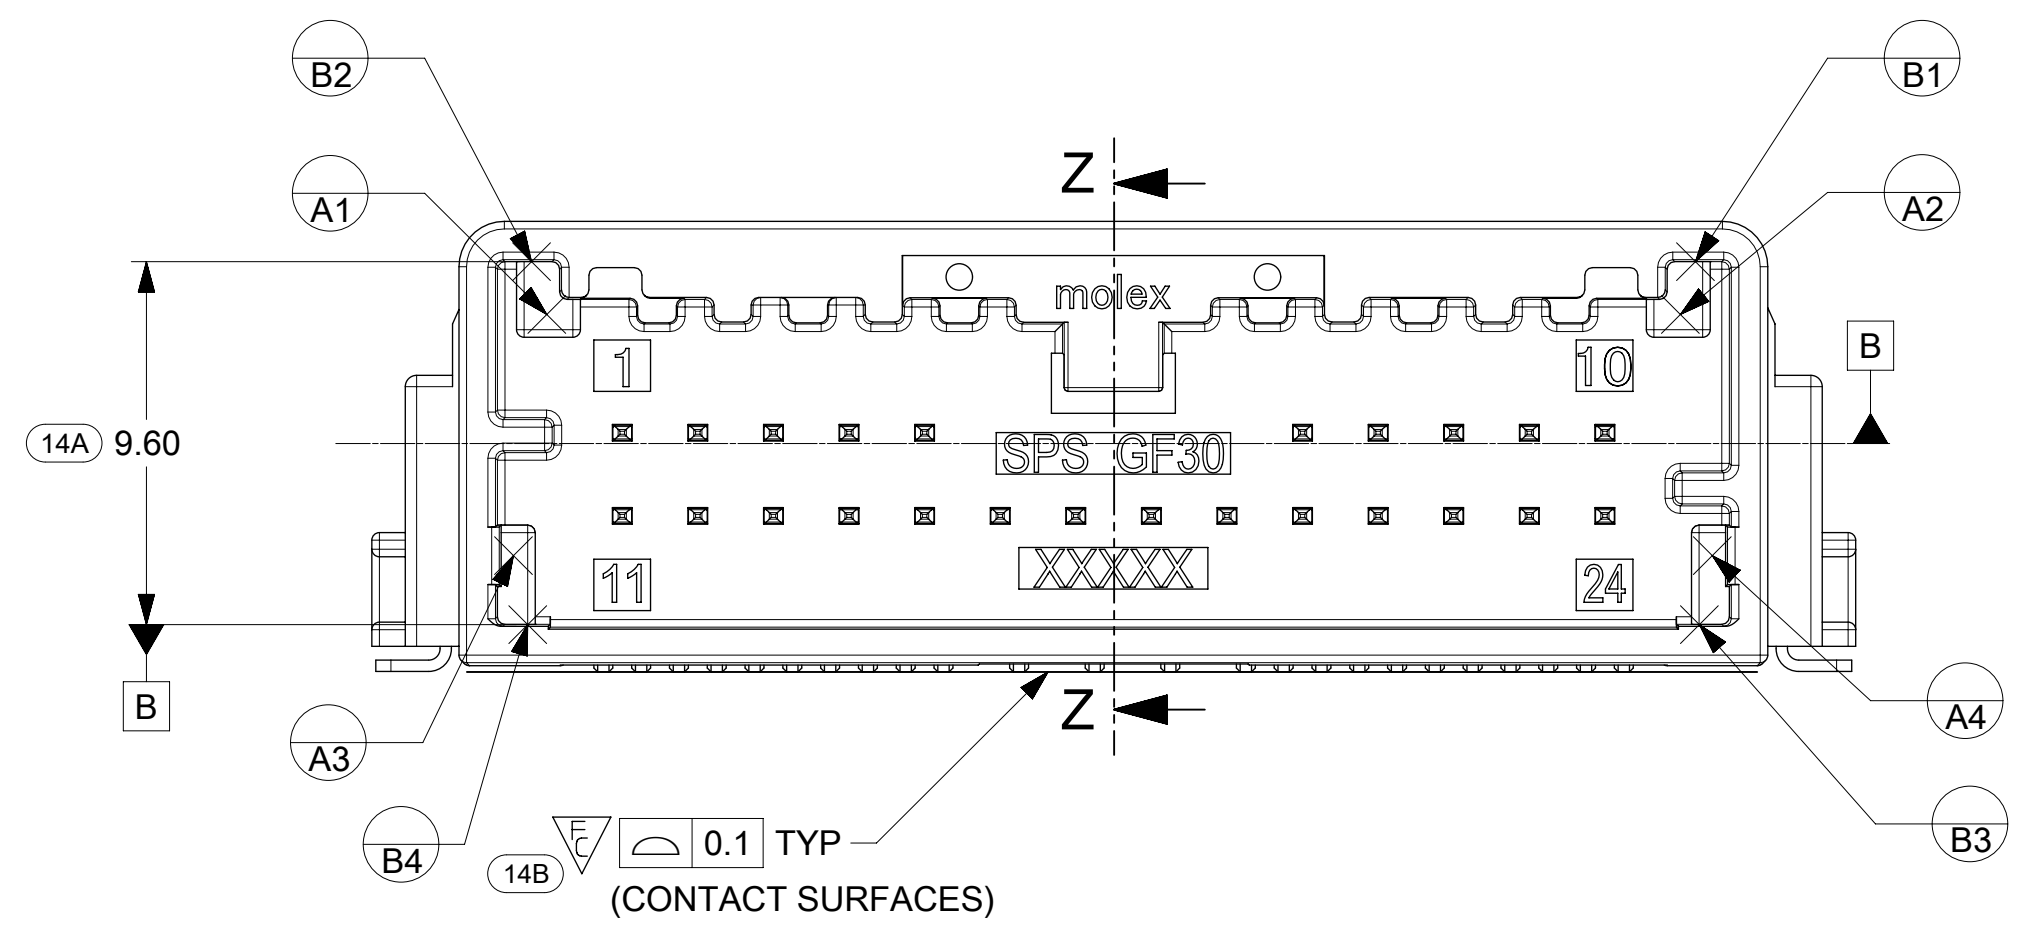 B2
B1
A1
A2
Z
molex
1
10
B
14A 9.60
SPS GF30
XXXXX
11
24
B
Z
A3
A4
B4
B3
FC
14B
0.1 TYP
(CONTACT SURFACES)